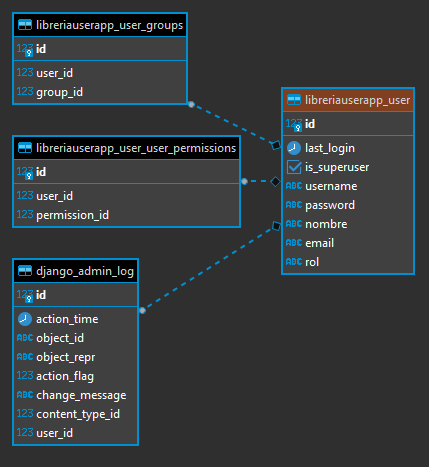 libreriauserapp_user_groups
123 id
123 user_id
123 group_id
libreriauserapp_user_user_permissions
123 id
123 user_id
123 permission_id
django_admin_log
123 id
action_time
ABC object_id
ABC object_repr
123 action_flag
ABC change_message
123 content_type_id
123 user_id
libreriauserapp_user
123 id
last_login
is_superuser
ABC username
ABC password
ABC nombre
ABC email
ABC rol